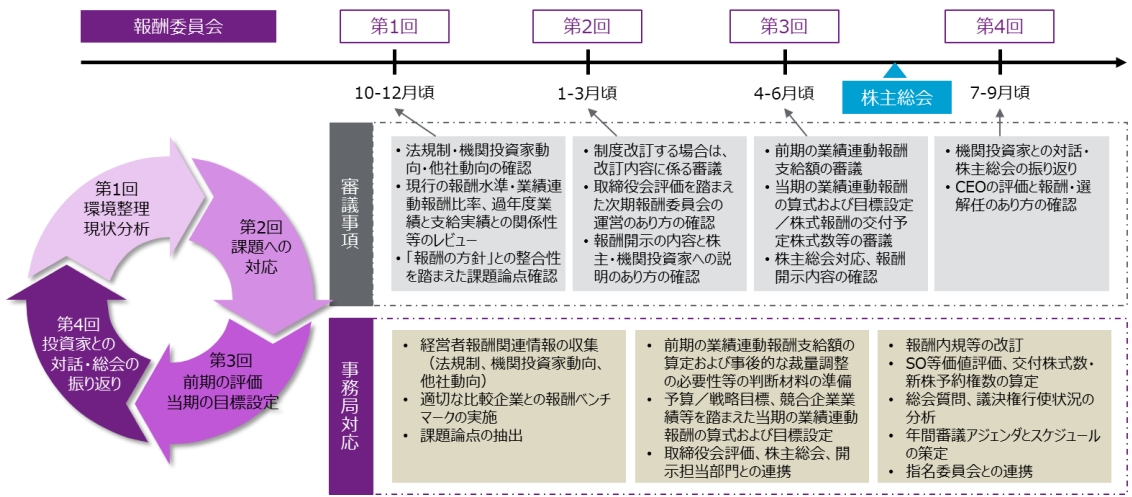 報酬委員会
第1回
第2回
第3回
第4回
10-12月頃
1-3月頃
4-6月頃
株主総会
7-9月頃
第1回
環境整理
現状分析
第2回
課題への
対応
第3回
前期の評価
当期の目標設定
第4回
投資家との
対話・総会の
振り返り
審議事項
• 法規制・機関投資家動
向・他社動向の確認
• 現行の報酬水準・業績連
動報酬比率、過年度業
績と支給実績との関係性
等のレビュー
• 「報酬の方針」との整合性
を踏まえた課題論点確認
• 制度改訂する場合は、
改訂内容に係る審議
• 取締役会評価を踏まえ
た次期報酬委員会の
運営のあり方の確認
• 報酬開示の内容と株
主・機関投資家への説
明のあり方の確認
• 前期の業績連動報酬
支給額の審議
• 当期の業績連動報酬
の算式および目標設定
／株式報酬の交付予
定株式数等の審議
• 株主総会対応、報酬
開示内容の確認
• 機関投資家との対話・
株主総会の振り返り
• CEOの評価と報酬・選
解任のあり方の確認
事務局対応
• 経営者報酬関連情報の収集
（法規制、機関投資家動向、
他社動向）
• 適切な比較企業との報酬ベンチ
マークの実施
• 課題論点の抽出
• 前期の業績連動報酬支給額の
算定および事後的な裁量調整
の必要性等の判断材料の準備
• 予算／戦略目標、競合企業業
績等を踏まえた当期の業績連動
報酬の算式および目標設定
• 取締役会評価、株主総会、開
示担当部門との連携
• 報酬内規等の改訂
• SO等価値評価、交付株式数・
新株予約権数の算定
• 総会質問、議決権行使状況の
分析
• 年間審議アジェンダとスケジュール
の策定
• 指名委員会との連携